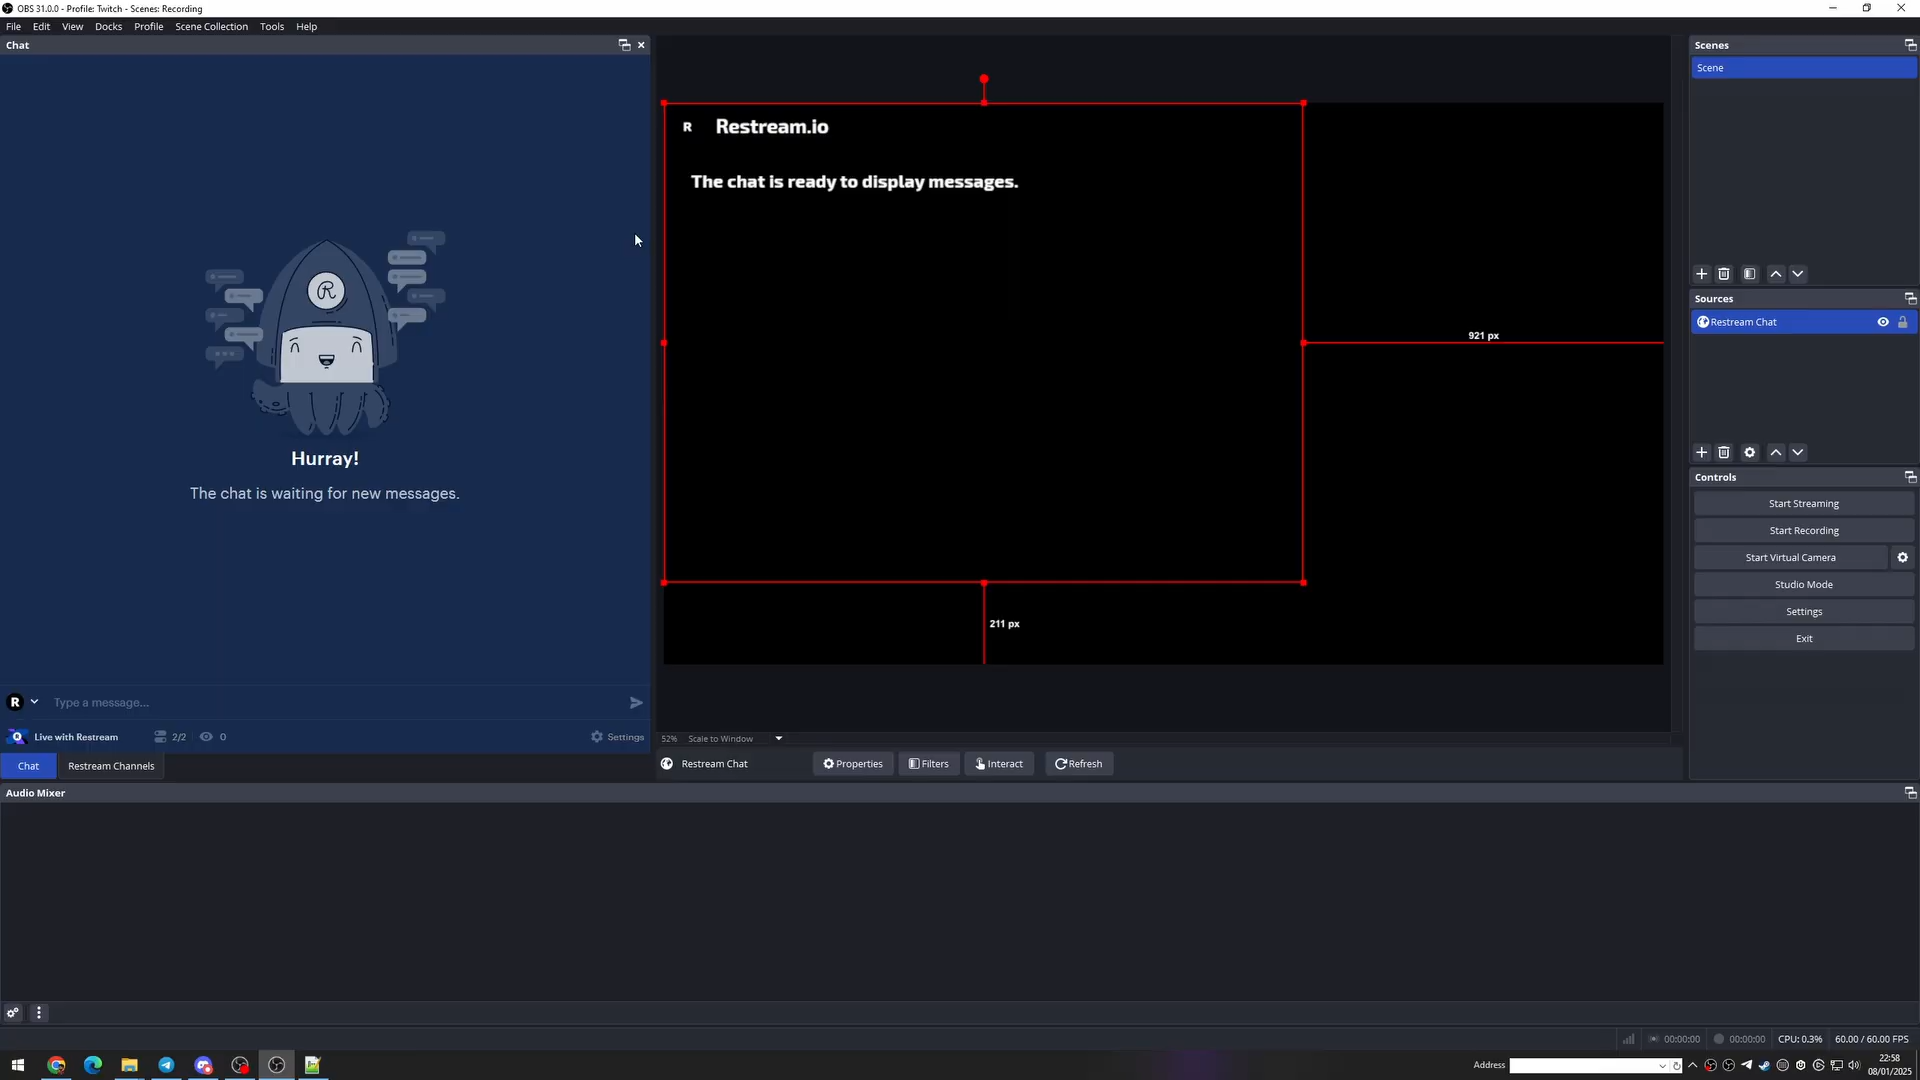 OBS 31.0.0 - Profile: Twitch - Scenes: Recording
File Edit View Docks Profile Scene Collection Tools Help
Chat
R Restream.io
The chat is ready to display messages.
921 px
211 px
R
Hurray!
The chat is waiting for new messages.
R Type a message...
Live with Restream 2/2 0 Settings
Chat Restream Channels
52% Scale to Window
Restream Chat Properties Filters Interact Refresh
Scenes
Scene
Sources
Restream Chat
Controls
Start Streaming
Start Recording
Start Virtual Camera
Studio Mode
Settings
Exit
Audio Mixer
00:00:00 00:00:00 CPU: 0.3% 60.00 / 60.00 FPS
Address
22:58
08/01/2025